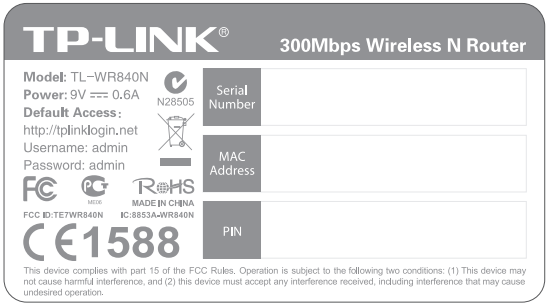 TP-LINK®
300Mbps Wireless N Router
Model: TL-WR840N
Power: 9V ⎓ 0.6A
N28505
Default Access:
http://tplinklogin.net
Username: admin
Password: admin
FC
PG
ME06
RoHS
MADE IN CHINA
FCC ID:TE7WR840N
IC:8853A-WR840N
CE1588
Serial
Number
MAC
Address
PIN
This device complies with part 15 of the FCC Rules. Operation is subject to the following two conditions: (1) This device may
not cause harmful interference, and (2) this device must accept any interference received, including interference that may cause
undesired operation.